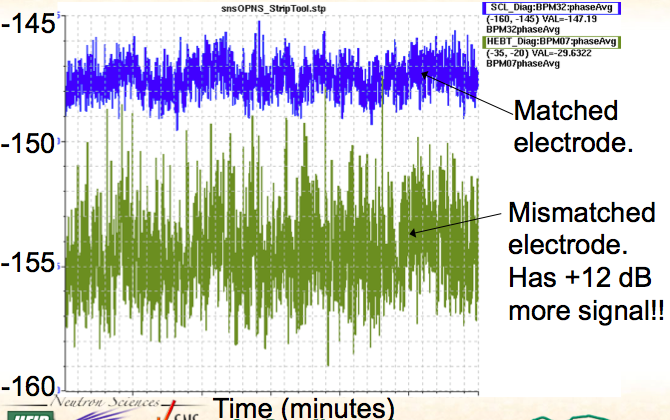 snsOPNS_StripTool.stp
SCL_Diag:BPM32:phaseAvg
(-160, -145) VAL=-147.19
BPM32phaseAvg
HEBT_Diag:BPM07:phaseAvg
(-35, -20) VAL=-29.6322
BPM07phaseAvg
-145
-150
-155
-160
Matched
electrode.
Mismatched
electrode.
Has +12 dB
more signal!!
Neutron Sciences
Time (minutes)
HFIR